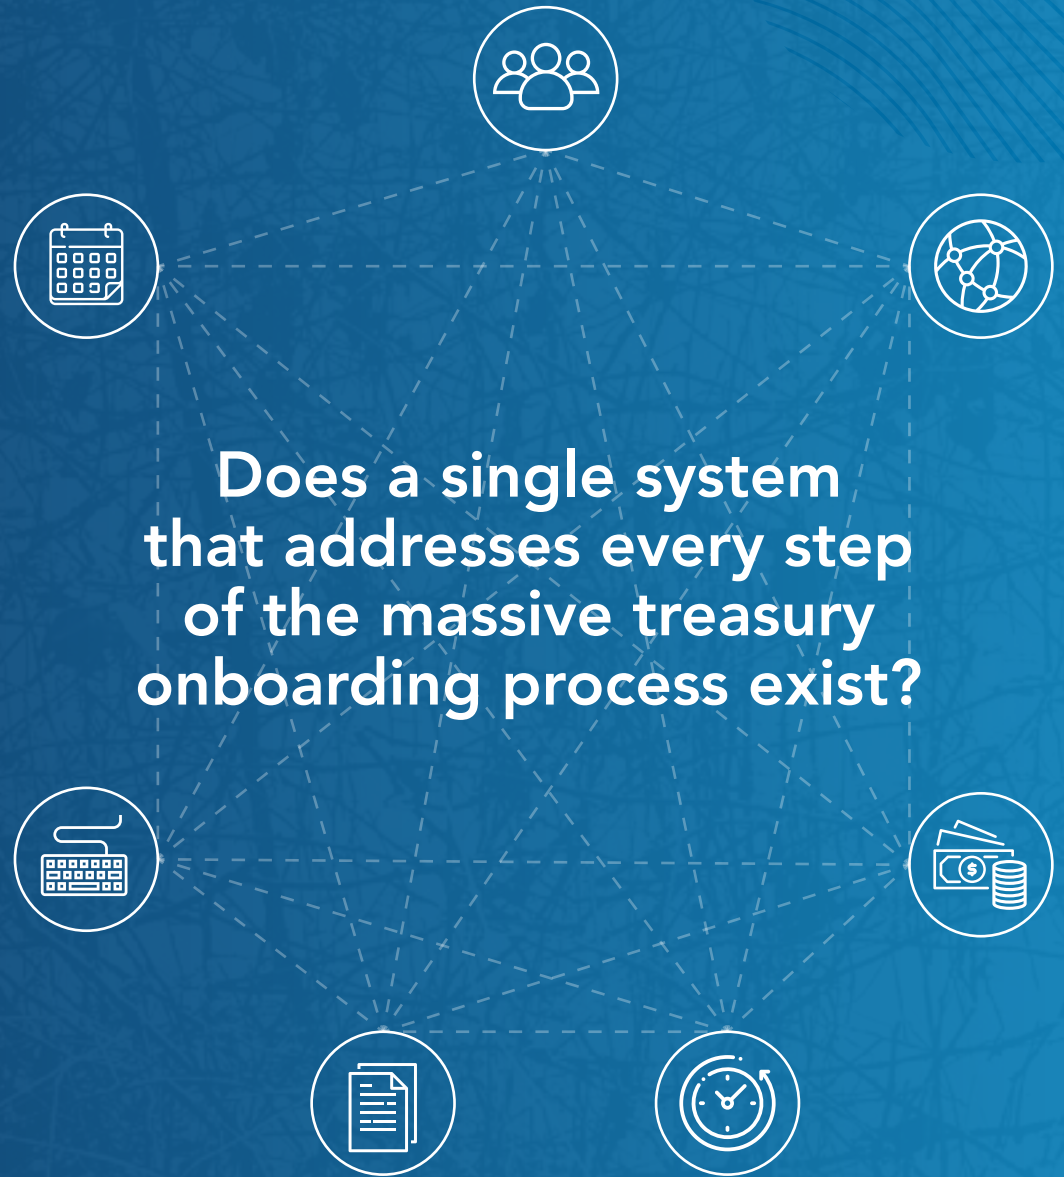 Does a single system
that addresses every step
of the massive treasury
onboarding process exist?
$